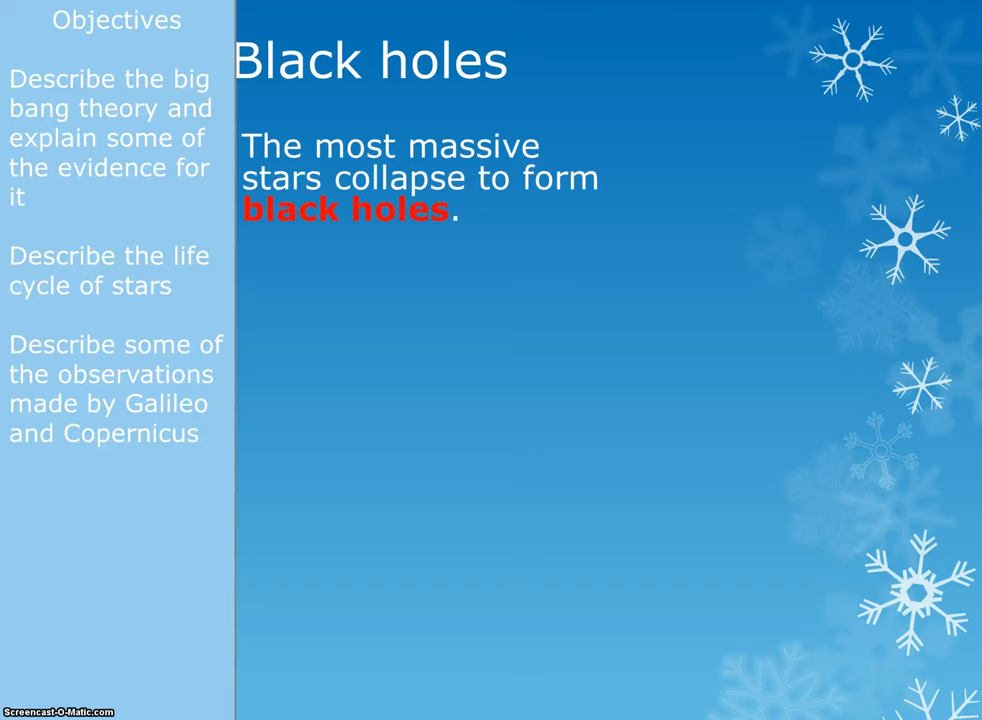 Objectives
Describe the big
bang theory and
explain some of
the evidence for
it
Describe the life
cycle of stars
Describe some of
the observations
made by Galileo
and Copernicus
Black holes
The most massive
stars collapse to form
black holes.
Screencast-O-Matic.com